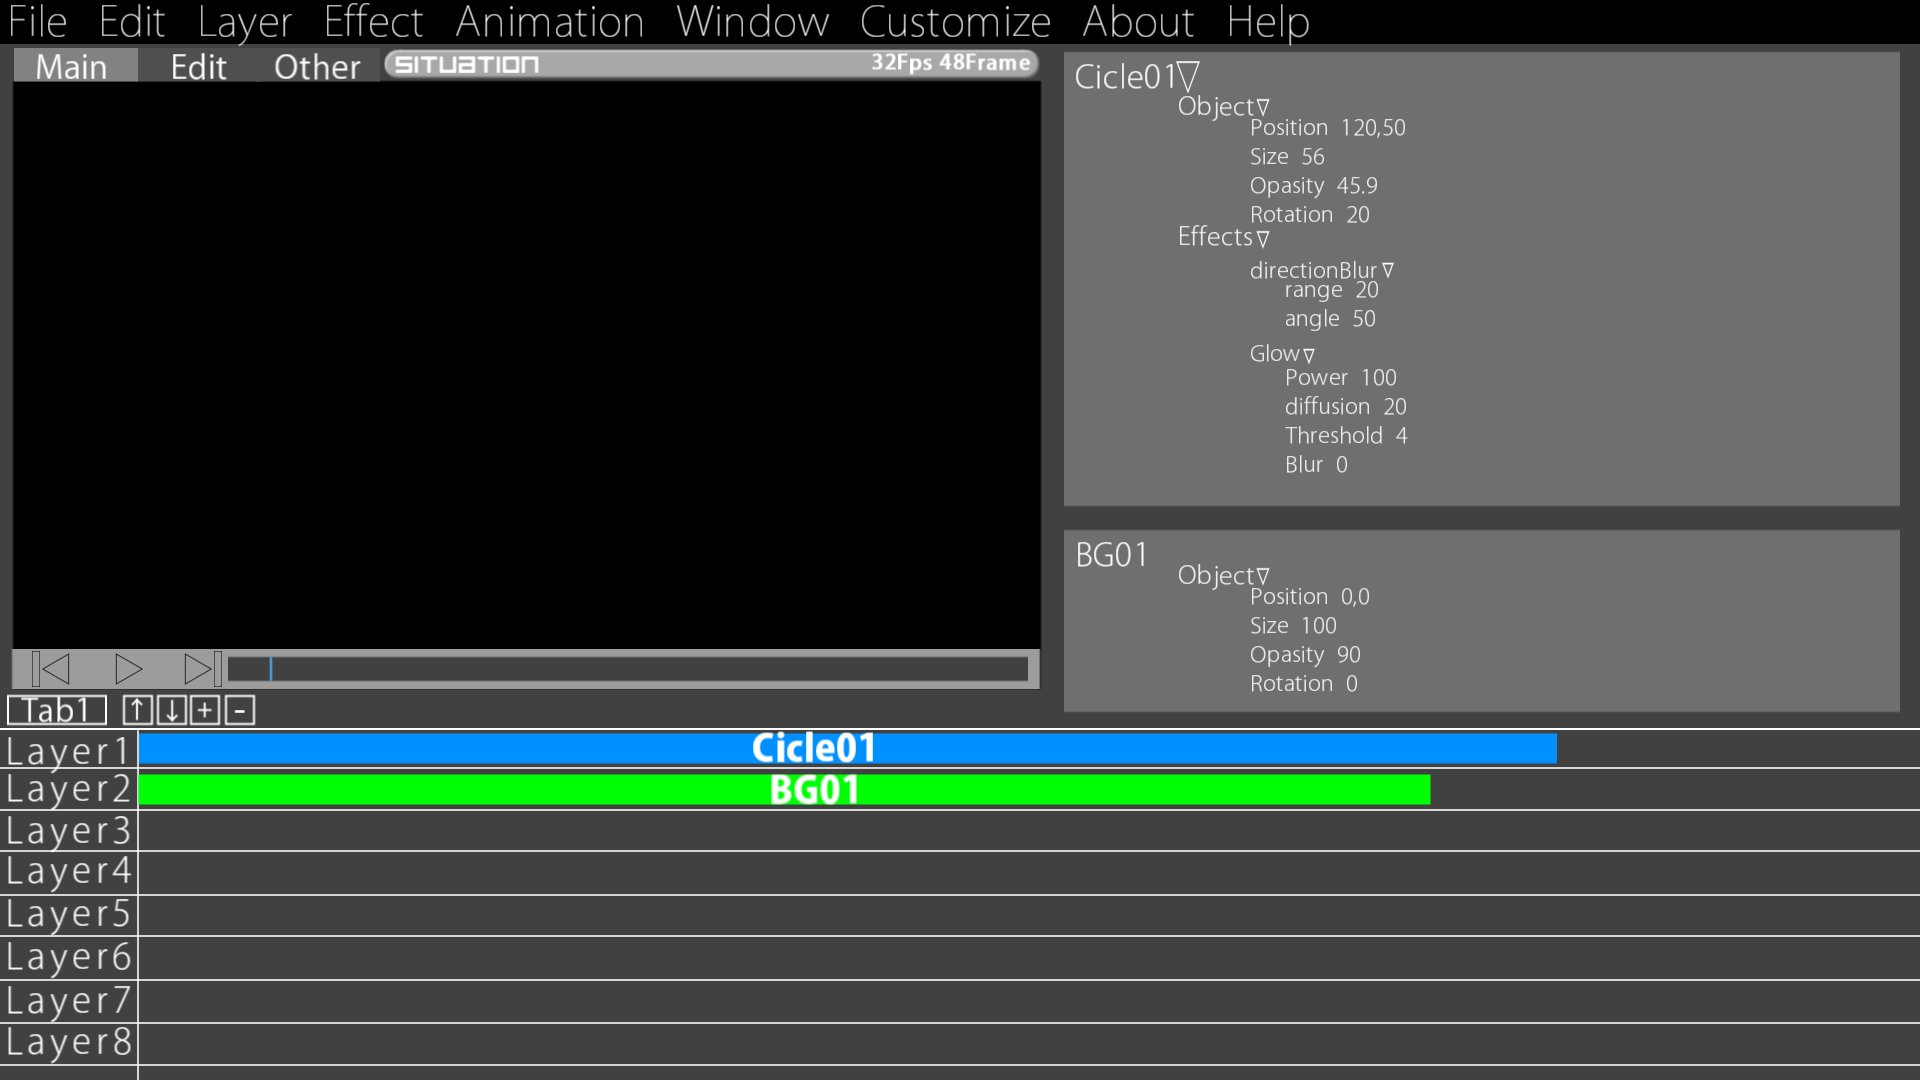 File Edit Layer Effect Animation Window Customize About Help
Main Edit Other SITUATION 32Fps 48Frame
Cicle01▽
Object▽
Position 120,50
Size 56
Opasity 45.9
Rotation 20
Effects▽
directionBlur▽
range 20
angle 50
Glow▽
Power 100
diffusion 20
Threshold 4
Blur 0
BG01
Object▽
Position 0,0
Size 100
Opasity 90
Rotation 0
Tab1 ↑ ↓ + -
Layer1 Cicle01
Layer2 BG01
Layer3
Layer4
Layer5
Layer6
Layer7
Layer8